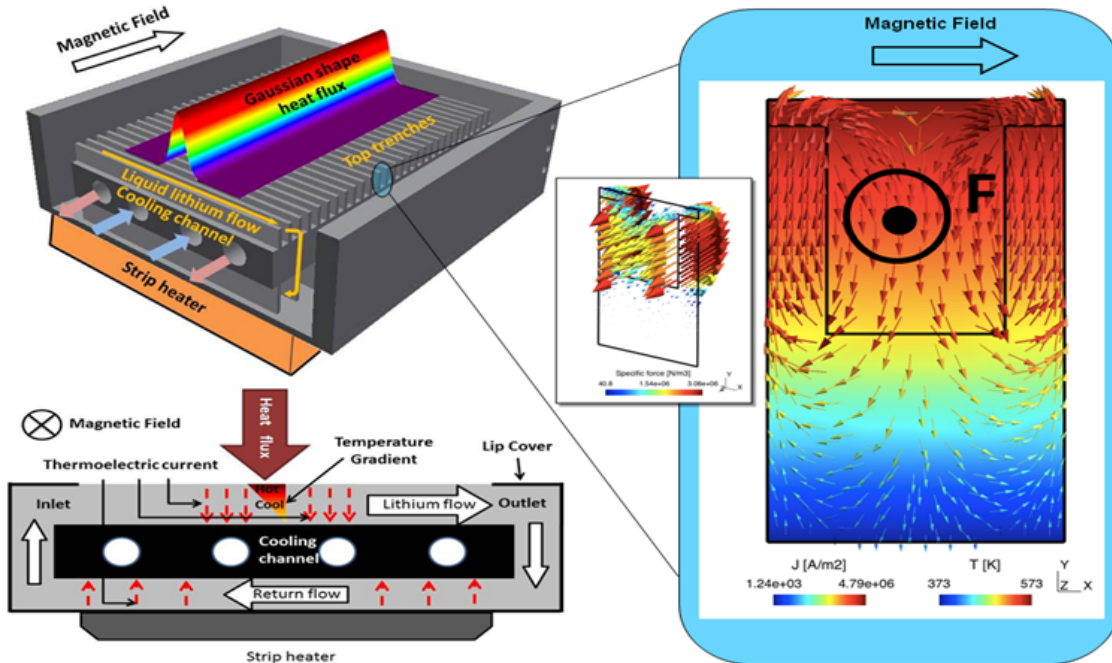 Magnetic Field
Gaussian shape
heat flux
Top trenches
Liquid lithium flow
Cooling channel
Strip heater
Magnetic Field
F
Specific force [N/m3]
40.8 1.54e+06 3.08e+06
Y
Z X
J [A/m2] T [K]
1.24e+03 4.79e+06 373 573
Y
Z X
Heat flux
Magnetic Field
Temperature
Gradient
Thermoelectric current
Lip Cover
Hot
Cool
Inlet
Lithium flow
Outlet
Cooling
channel
Return flow
Strip heater